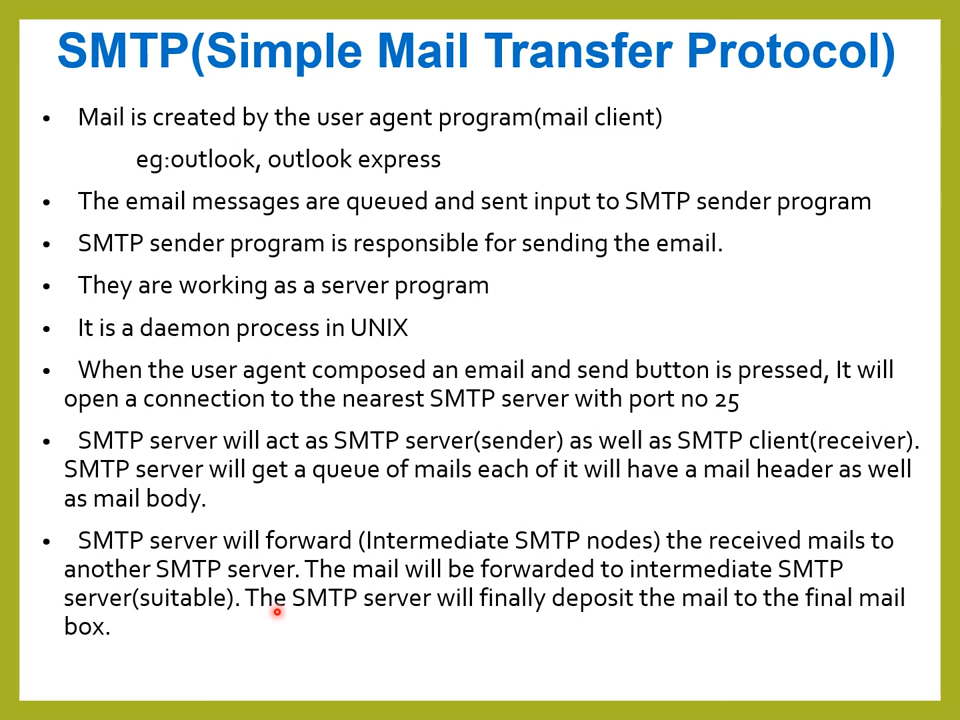 SMTP(Simple Mail Transfer Protocol)
• Mail is created by the user agent program(mail client)
eg:outlook, outlook express
• The email messages are queued and sent input to SMTP sender program
• SMTP sender program is responsible for sending the email.
• They are working as a server program
• It is a daemon process in UNIX
• When the user agent composed an email and send button is pressed, It will
open a connection to the nearest SMTP server with port no 25
• SMTP server will act as SMTP server(sender) as well as SMTP client(receiver).
SMTP server will get a queue of mails each of it will have a mail header as well
as mail body.
• SMTP server will forward (Intermediate SMTP nodes) the received mails to
another SMTP server. The mail will be forwarded to intermediate SMTP
server(suitable). The SMTP server will finally deposit the mail to the final mail
box.